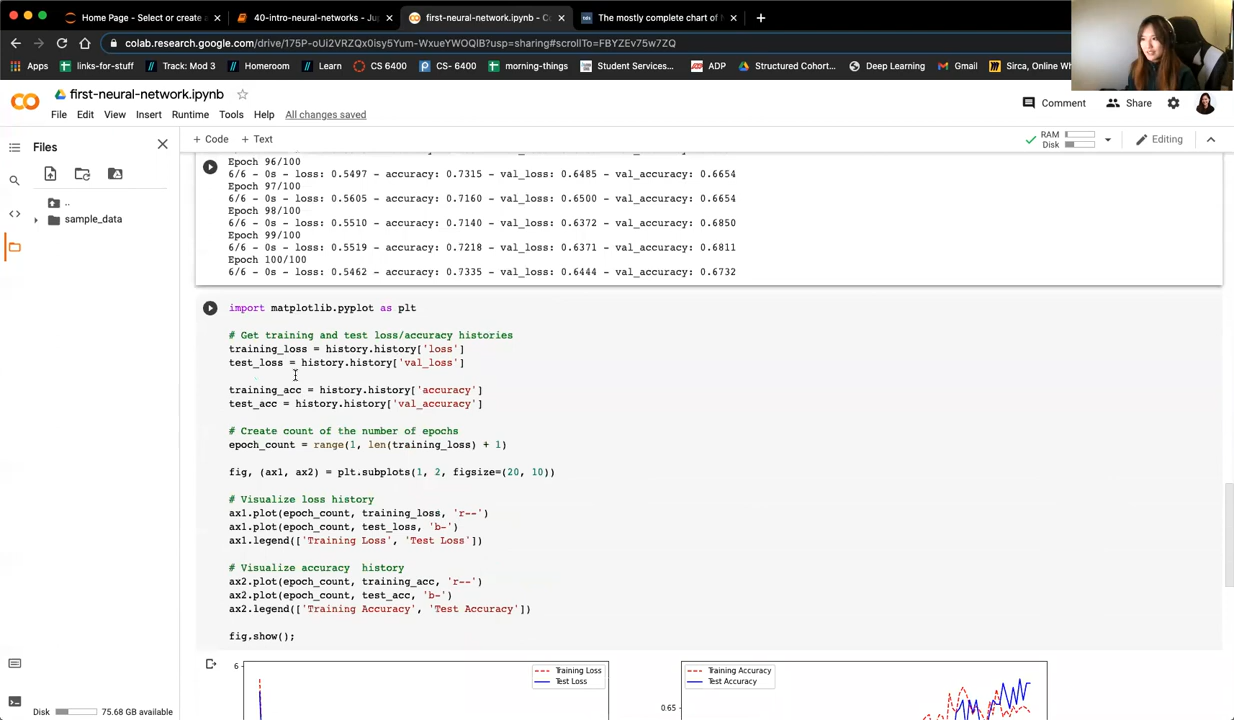 Home Page - Select or create a
40-intro-neural-networks - Ju
first-neural-network.ipynb - C
The mostly complete chart of N
colab.research.google.com/drive/175P-oUi2VRZQx0isy5Yum-WxueYWOQIB?usp=sharing#scrollTo=FBYZEv75w7ZQ
Apps
links-for-stuff
Track: Mod 3
Homeroom
Learn
CS 6400
CS- 6400
morning-things
Student Services...
ADP
Structured Cohort...
Deep Learning
Gmail
Sirca, Online Wh
first-neural-network.ipynb
Comment
Share
File Edit View Insert Runtime Tools Help All changes saved
Files
+ Code + Text
RAM
Disk
Editing
..
sample_data
Epoch 96/100
6/6 - 0s - loss: 0.5497 - accuracy: 0.7315 - val_loss: 0.6485 - val_accuracy: 0.6654
Epoch 97/100
6/6 - 0s - loss: 0.5605 - accuracy: 0.7160 - val_loss: 0.6500 - val_accuracy: 0.6654
Epoch 98/100
6/6 - 0s - loss: 0.5510 - accuracy: 0.7140 - val_loss: 0.6372 - val_accuracy: 0.6850
Epoch 99/100
6/6 - 0s - loss: 0.5519 - accuracy: 0.7218 - val_loss: 0.6371 - val_accuracy: 0.6811
Epoch 100/100
6/6 - 0s - loss: 0.5462 - accuracy: 0.7335 - val_loss: 0.6444 - val_accuracy: 0.6732
import matplotlib.pyplot as plt
# Get training and test loss/accuracy histories
training_loss = history.history['loss']
test_loss = history.history['val_loss']
training_acc = history.history['accuracy']
test_acc = history.history['val_accuracy']
# Create count of the number of epochs
epoch_count = range(1, len(training_loss) + 1)
fig, (ax1, ax2) = plt.subplots(1, 2, figsize=(20, 10))
# Visualize loss history
ax1.plot(epoch_count, training_loss, 'r--')
ax1.plot(epoch_count, test_loss, 'b-')
ax1.legend(['Training Loss', 'Test Loss'])
# Visualize accuracy  history
ax2.plot(epoch_count, training_acc, 'r--')
ax2.plot(epoch_count, test_acc, 'b-')
ax2.legend(['Training Accuracy', 'Test Accuracy'])
fig.show();
6
Training Loss
Test Loss
Training Accuracy
Test Accuracy
0.65
Disk
75.68 GB available